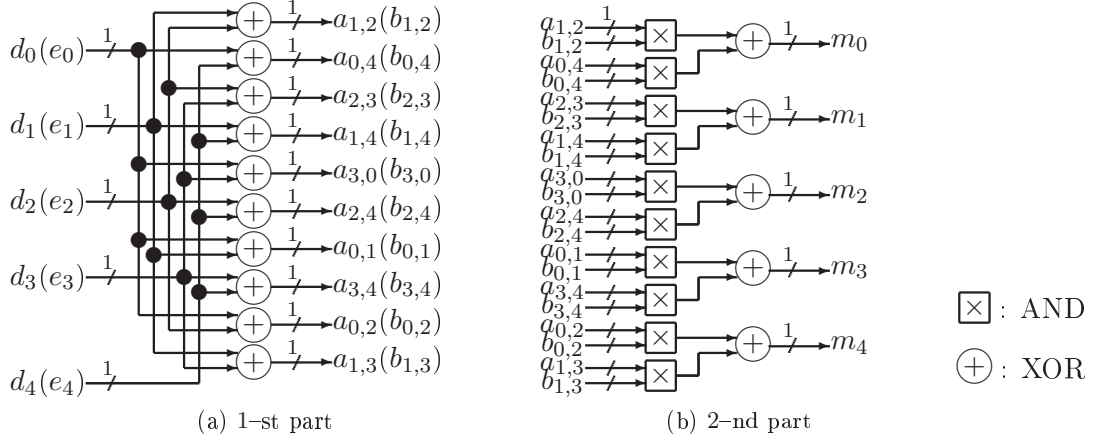 d_0(e_0)
d_1(e_1)
d_2(e_2)
d_3(e_3)
d_4(e_4)
1
1
1
1
1
1 a_{1,2}(b_{1,2})
1 a_{0,4}(b_{0,4})
1 a_{2,3}(b_{2,3})
1 a_{1,4}(b_{1,4})
1 a_{3,0}(b_{3,0})
1 a_{2,4}(b_{2,4})
1 a_{0,1}(b_{0,1})
1 a_{3,4}(b_{3,4})
1 a_{0,2}(b_{0,2})
1 a_{1,3}(b_{1,3})
(a) 1–st part
a_{1,2} 1
b_{1,2}
a_{0,4}
b_{0,4}
a_{2,3}
b_{2,3}
a_{1,4}
b_{1,4}
a_{3,0}
b_{3,0}
a_{2,4}
b_{2,4}
a_{0,1}
b_{0,1}
a_{3,4}
b_{3,4}
a_{0,2}
b_{0,2}
a_{1,3}
b_{1,3}
1 m_0
1 m_1
1 m_2
1 m_3
1 m_4
(b) 2–nd part
× : AND
+ : XOR